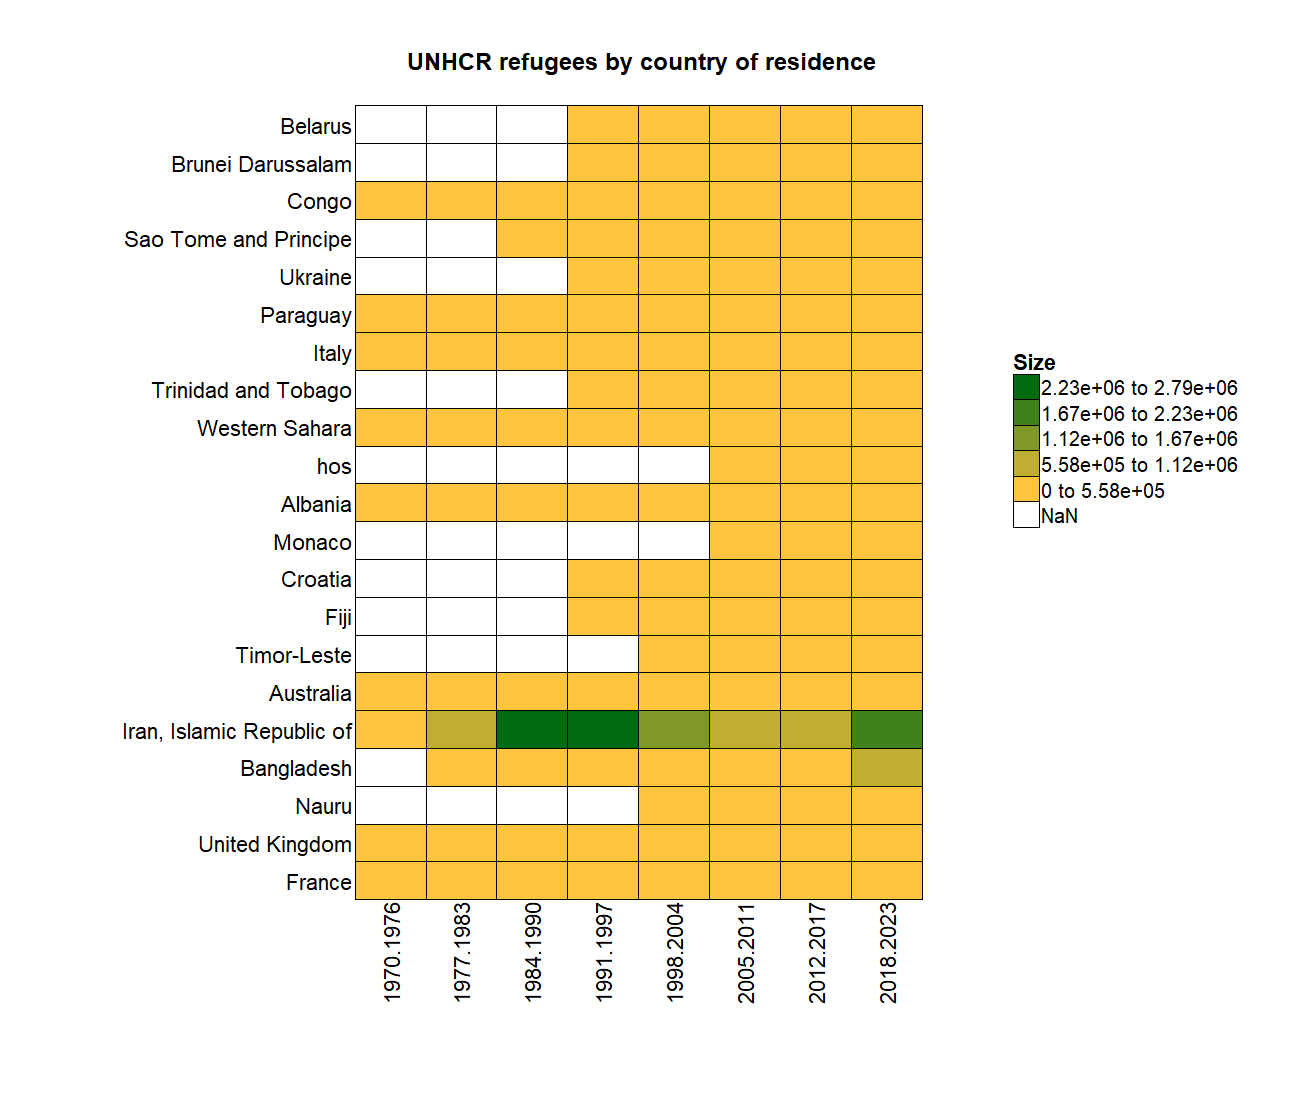 UNHCR refugees by country of residence
Belarus
Brunei Darussalam
Congo
Sao Tome and Principe
Ukraine
Paraguay
Italy
Trinidad and Tobago
Western Sahara
hos
Albania
Monaco
Croatia
Fiji
Timor-Leste
Australia
Iran, Islamic Republic of
Bangladesh
Nauru
United Kingdom
France
1970.1976
1977.1983
1984.1990
1991.1997
1998.2004
2005.2011
2012.2017
2018.2023
Size
2.23e+06 to 2.79e+06
1.67e+06 to 2.23e+06
1.12e+06 to 1.67e+06
5.58e+05 to 1.12e+06
0 to 5.58e+05
NaN